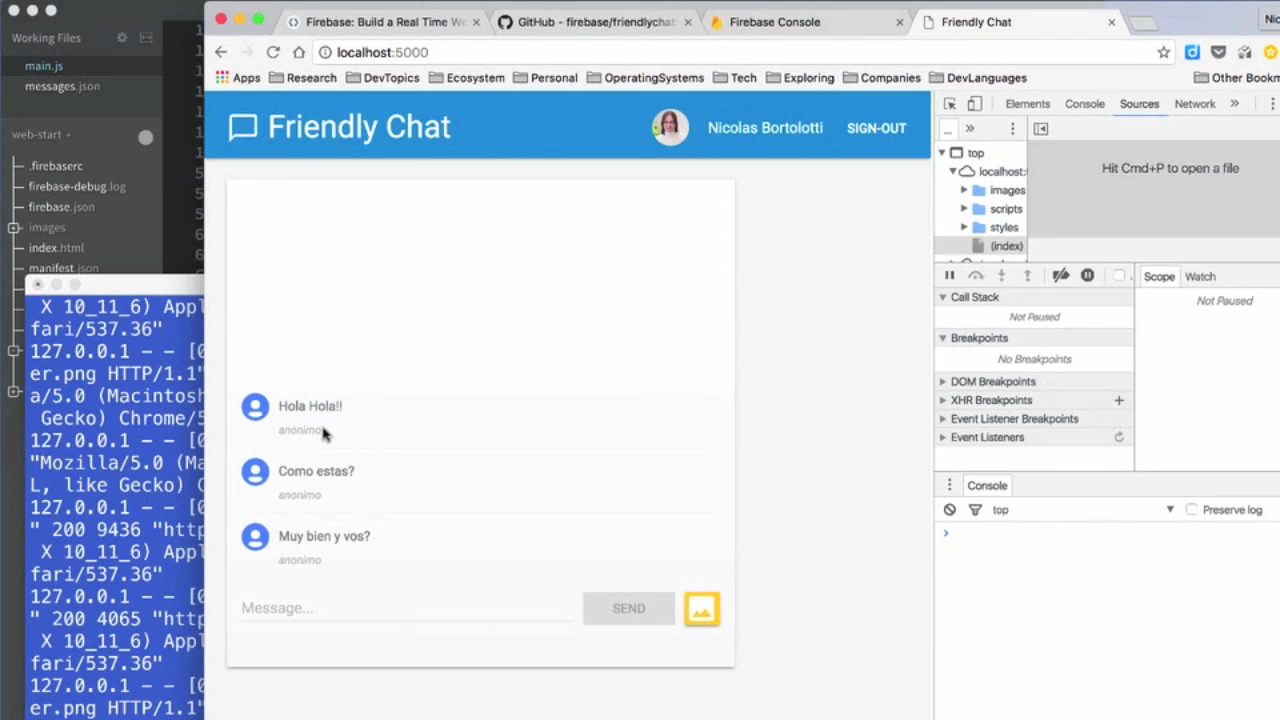 Working Files
main.js
messages.json
web-start
.firebaserc
firebase-debug.log
firebase.json
images
index.html
manifest.json
X 10_11_6) Appl
fari/537.36"
127.0.0.1 - - [0
er.png HTTP/1.1"
a/5.0 (Macintosh
Gecko) Chrome/5
127.0.0.1 - - [0
"Mozilla/5.0 (Ma
L, like Gecko) C
127.0.0.1 - - [0
" 200 9436 "http
X 10_11_6) Appl
fari/537.36"
127.0.0.1 - - [0
" 200 4065 "http
X 10_11_6) Appl
fari/537.36"
127.0.0.1 - - [0
er.png HTTP/1.1"
Firebase: Build a Real Time We
GitHub - firebase/friendlychat
Firebase Console
Friendly Chat
Nic
localhost:5000
Apps Research DevTopics Ecosystem Personal OperatingSystems Tech Exploring Companies DevLanguages Other Bookm
Friendly Chat
Nicolas Bortolotti
SIGN-OUT
Hola Hola!!
anonimo
Como estas?
anonimo
Muy bien y vos?
anonimo
Message...
SEND
Elements Console Sources Network »
... »
top
localhost:
images
scripts
styles
(index)
Hit Cmd+P to open a file
Call Stack
Not Paused
Breakpoints
No Breakpoints
DOM Breakpoints
XHR Breakpoints +
Event Listener Breakpoints
Event Listeners
Scope Watch
Not Paused
Console
top
Preserve log